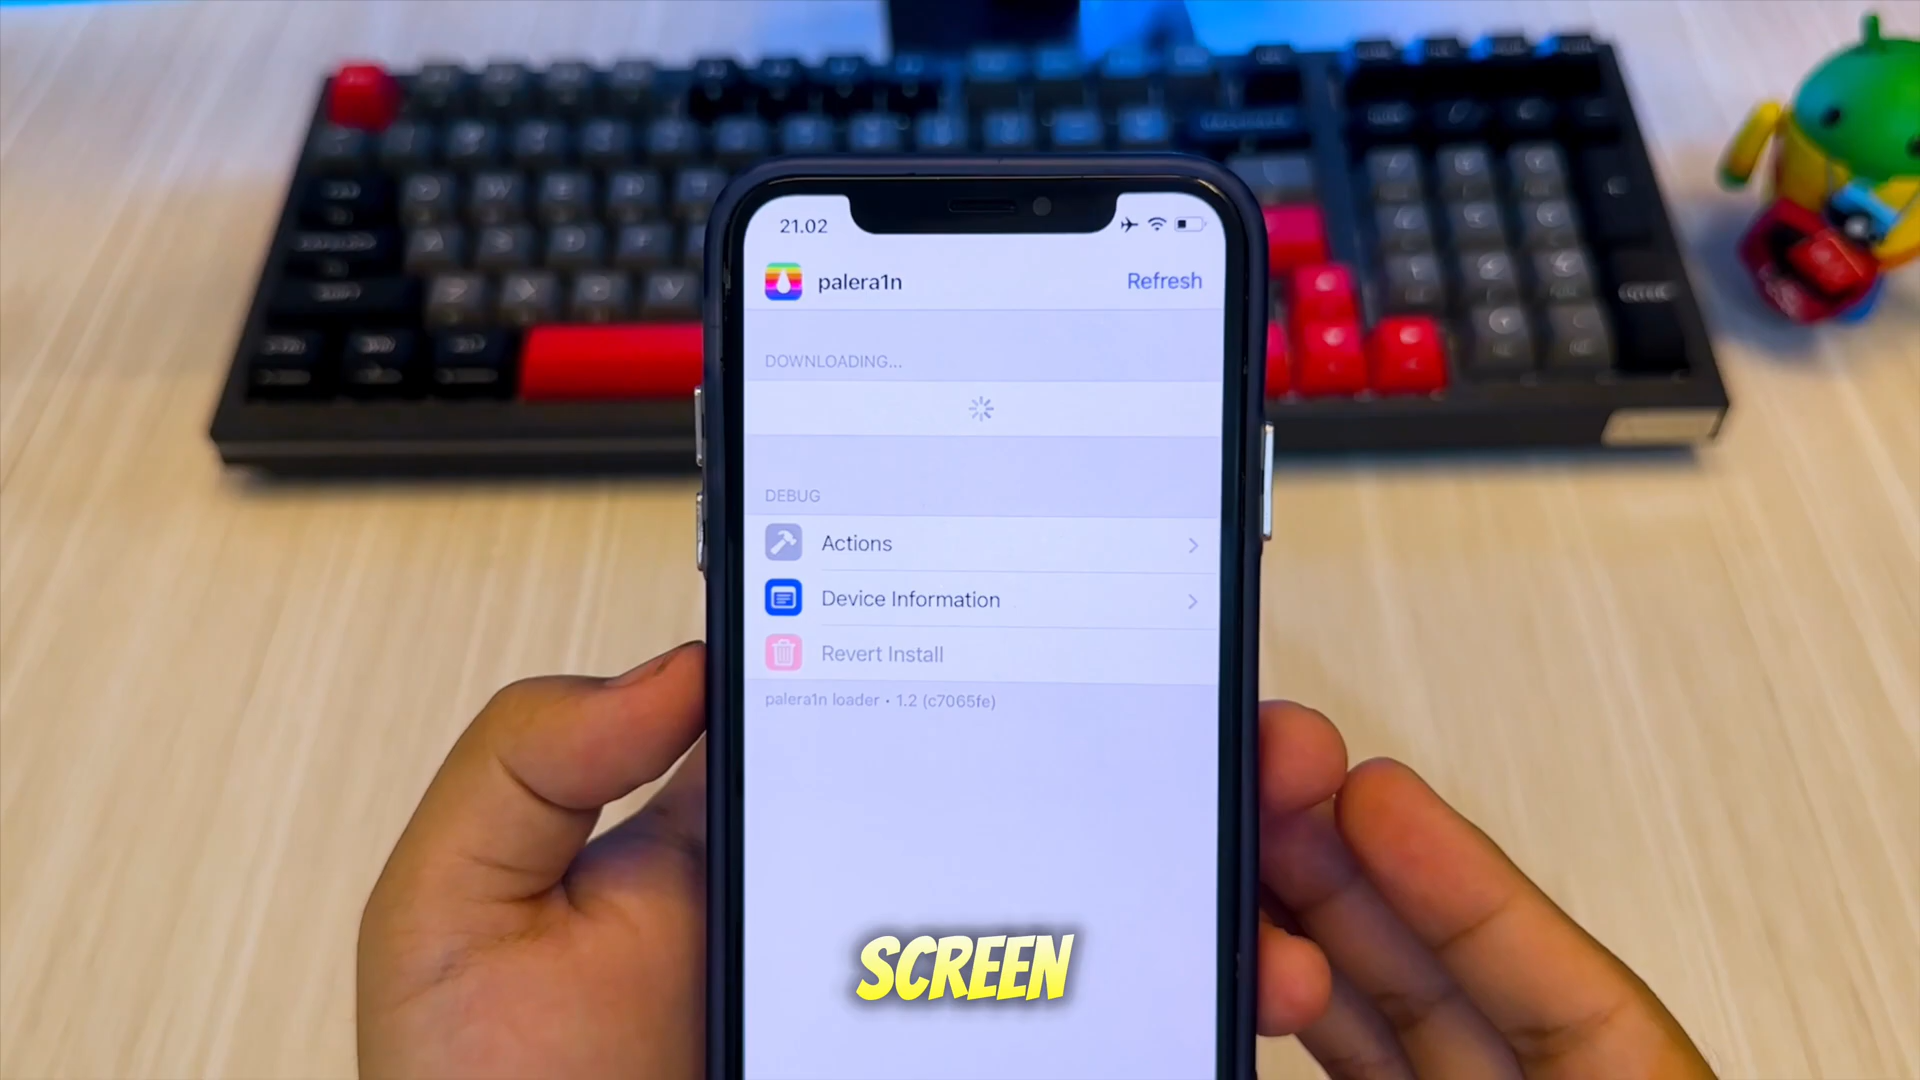 21.02
palera1n
Refresh
DOWNLOADING...
DEBUG
Actions
Device Information
Revert Install
palera1n loader • 1.2 (c7065fe)
SCREEN